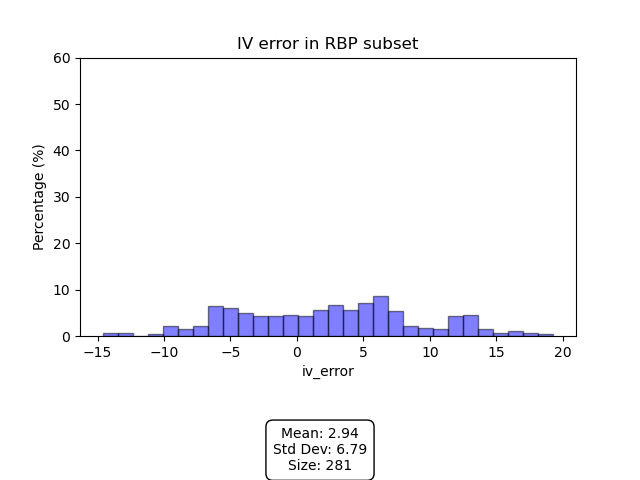 IV error in RBP subset
60
50
40
30
20
10
0
Percentage (%)
−15
−10
−5
0
5
10
15
20
iv_error
Mean: 2.94
Std Dev: 6.79
Size: 281